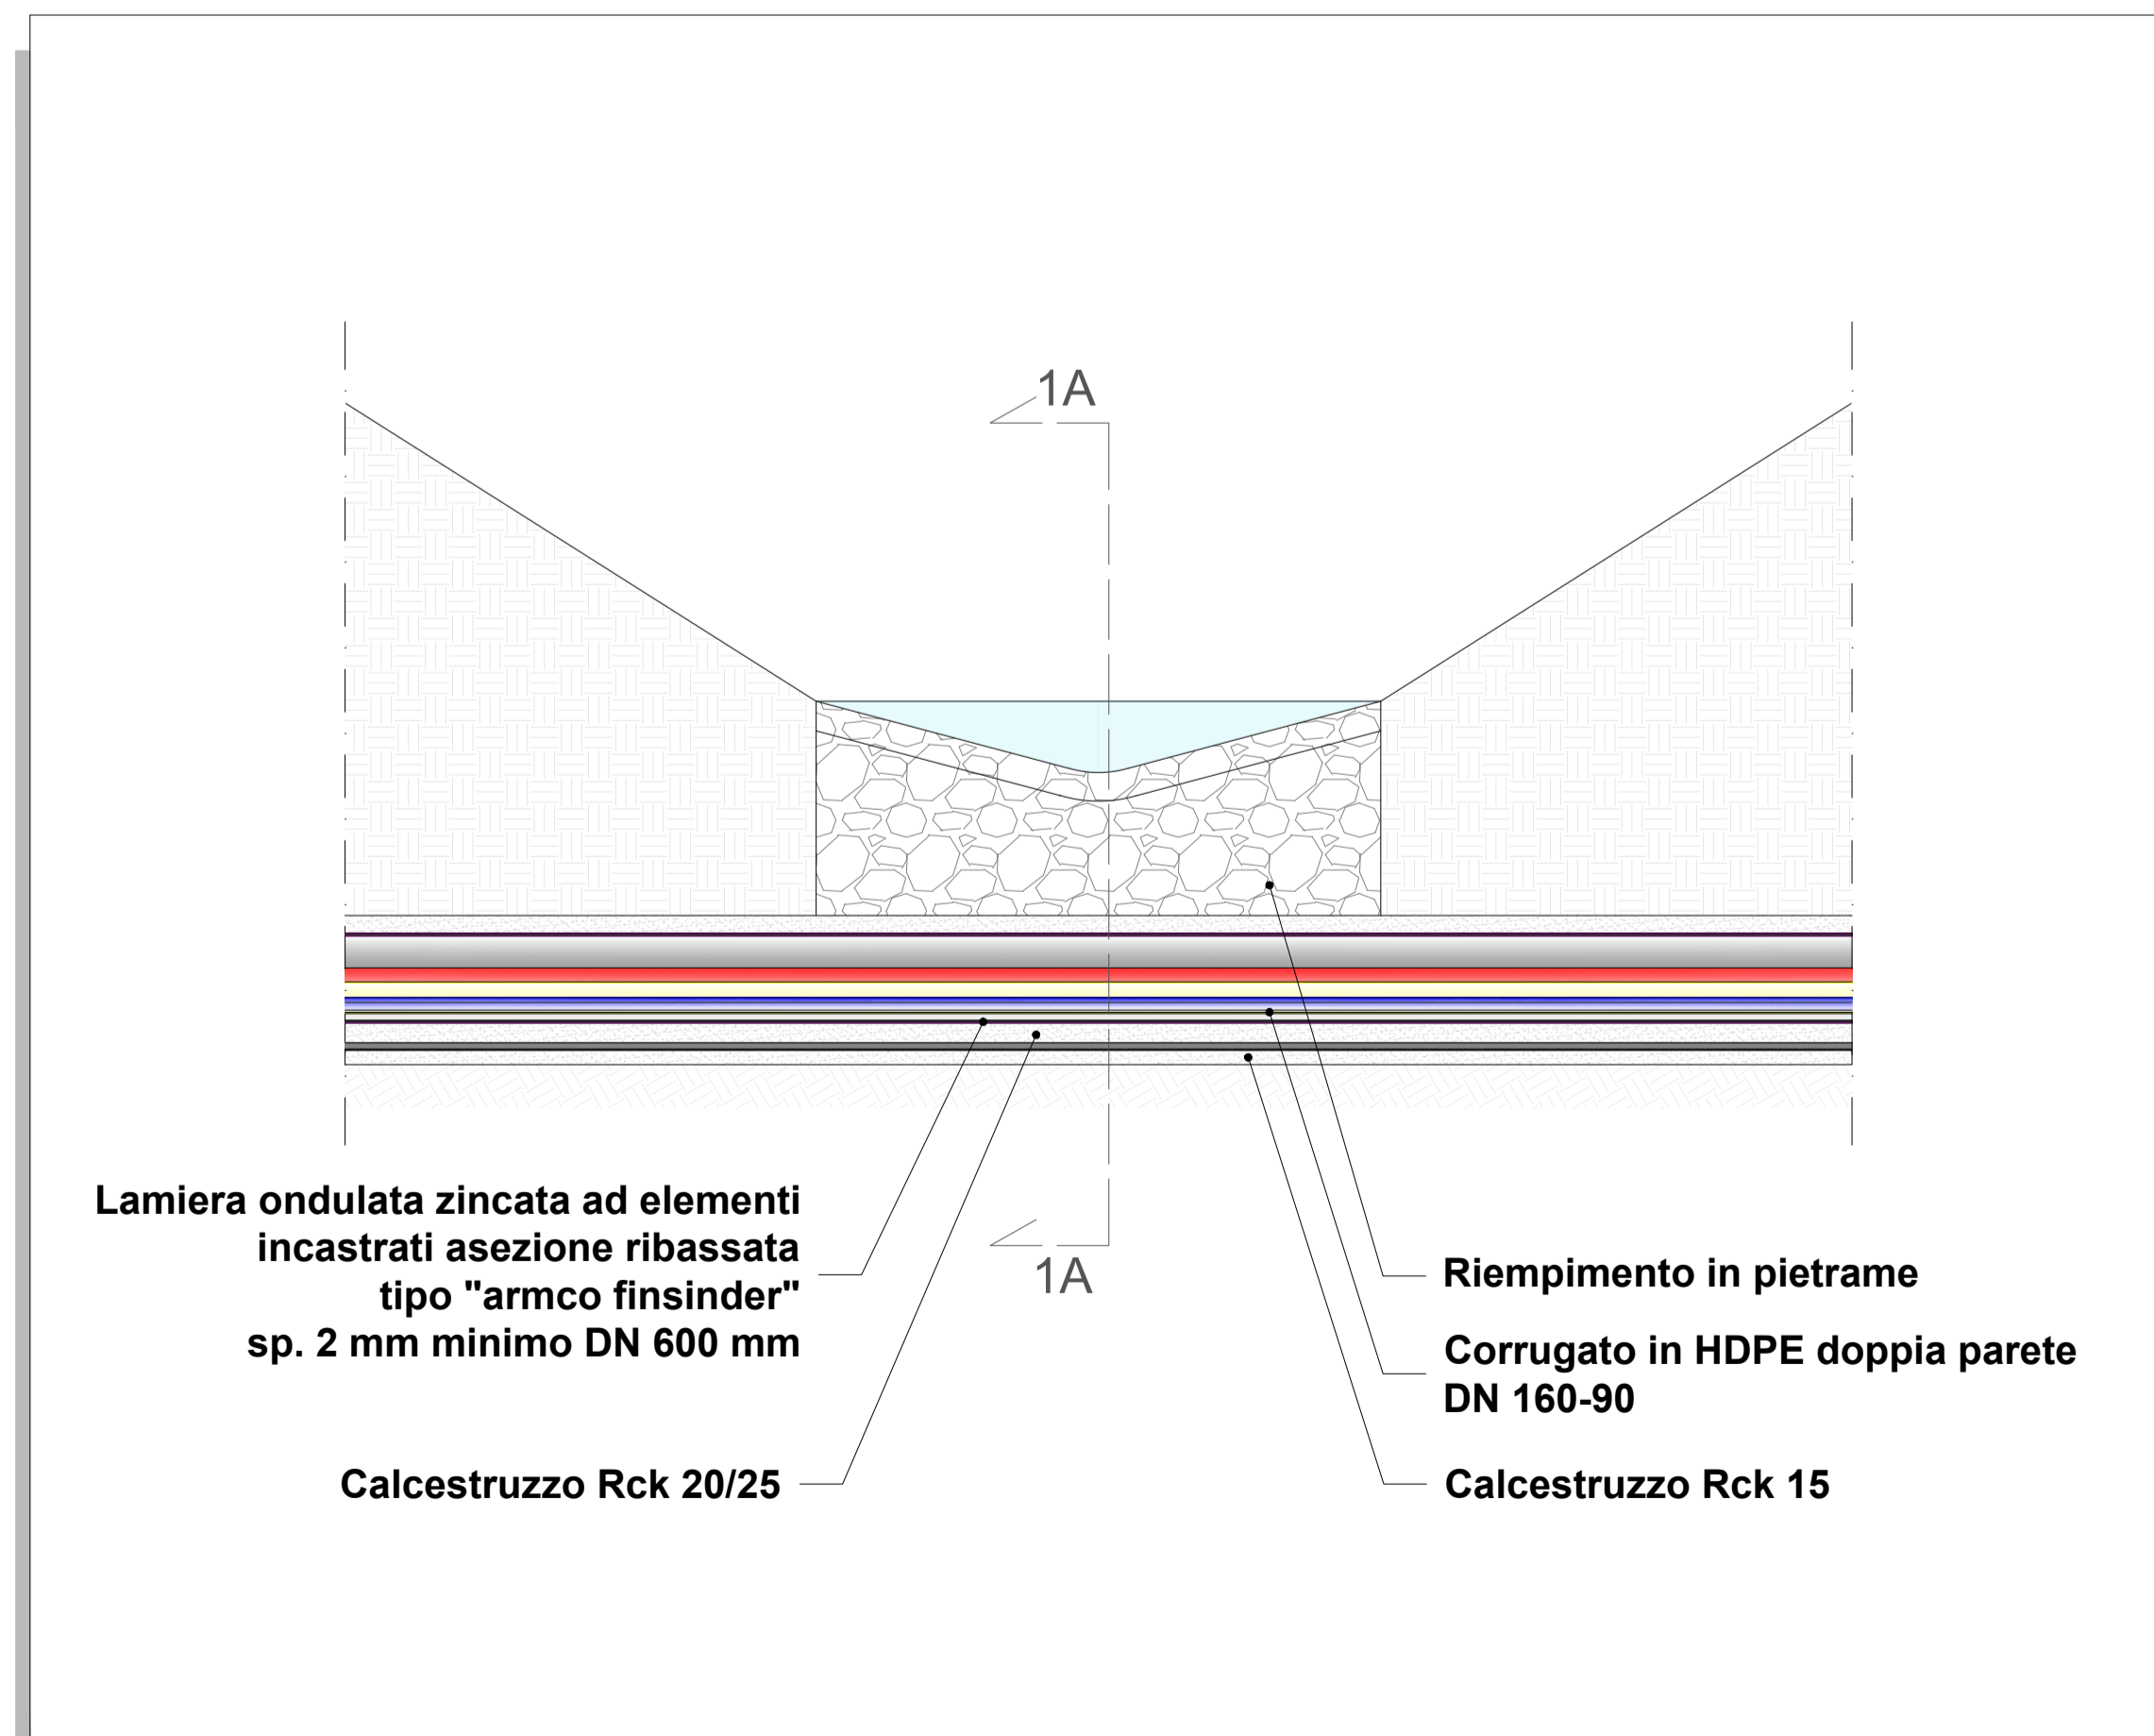 1A
Lamiera ondulata zincata ad elementi
incastrati asezione ribassata
tipo "armco finsinder"
sp. 2 mm minimo DN 600 mm
Calcestruzzo Rck 20/25
1A
Riempimento in pietrame
Corrugato in HDPE doppia parete
DN 160-90
Calcestruzzo Rck 15